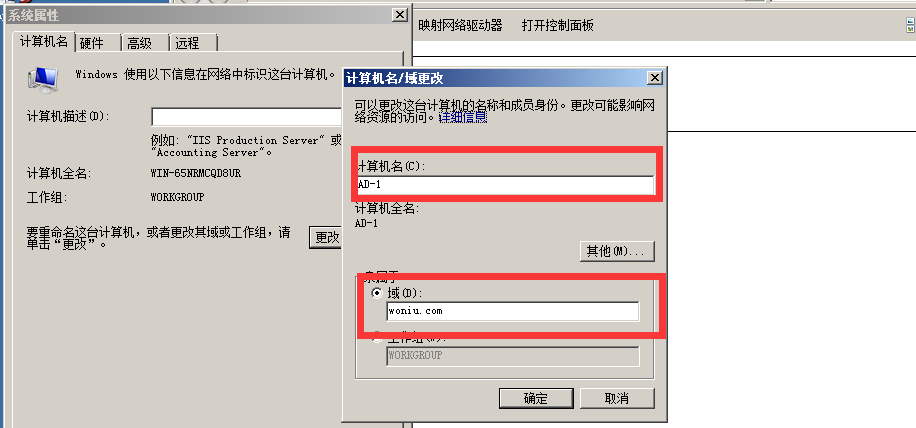 系统属性
映射网络驱动器 打开控制面板
计算机名 硬件 高级 远程
Windows 使用以下信息在网络中标识这台计算机。
计算机描述(D):
例如: "IIS Production Server" 或
"Accounting Server"。
计算机全名: WIN-65NRMCQD8UR
工作组: WORKGROUP
要重命名这台计算机，或者更改其域或工作组，请
单击“更改”。
更改
计算机名/域更改
可以更改这台计算机的名称和成员身份。更改可能影响网
络资源的访问。详细信息
计算机名(C):
AD-1
计算机全名:
AD-1
其他(M)...
隶属于
域(D):
woniu.com
工作组(W):
WORKGROUP
确定 取消